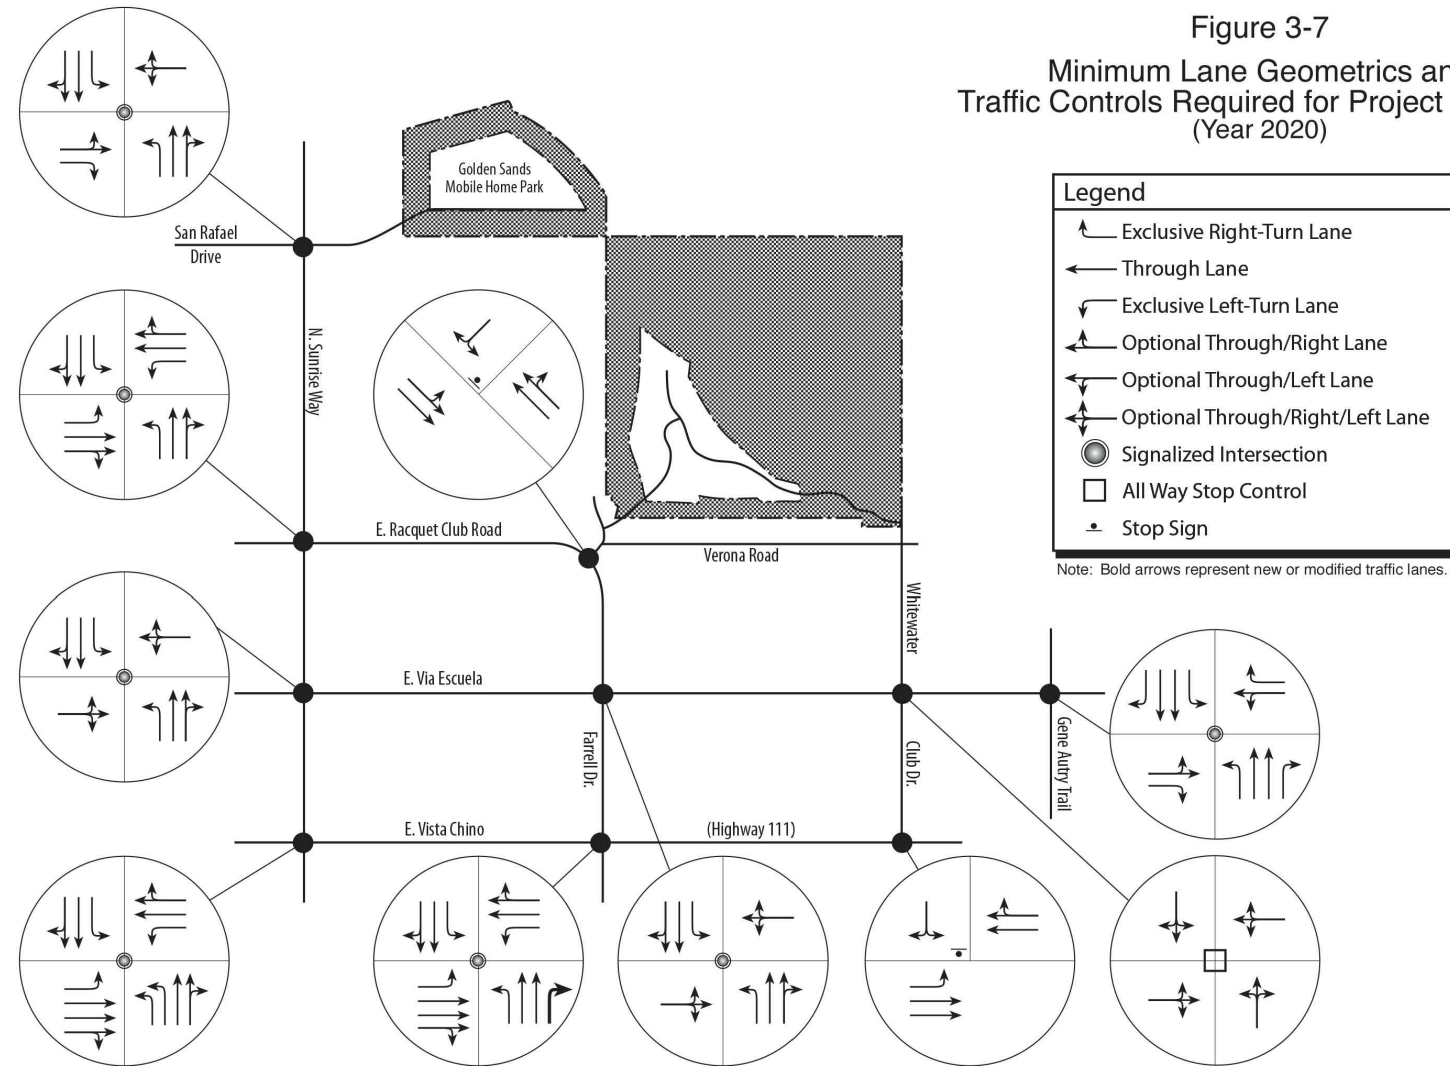 Figure 3-7
Minimum Lane Geometrics an
Traffic Controls Required for Project
(Year 2020)
Legend
Exclusive Right-Turn Lane
Through Lane
Exclusive Left-Turn Lane
Optional Through/Right Lane
Optional Through/Left Lane
Optional Through/Right/Left Lane
Signalized Intersection
All Way Stop Control
Stop Sign
Note: Bold arrows represent new or modified traffic lanes.
Golden Sands
Mobile Home Park
San Rafael
Drive
N. Sunrise Way
E. Racquet Club Road
Verona Road
Whitewater
E. Via Escuela
Farrell Dr.
Club Dr.
Gene Autry Trail
E. Vista Chino
(Highway 111)